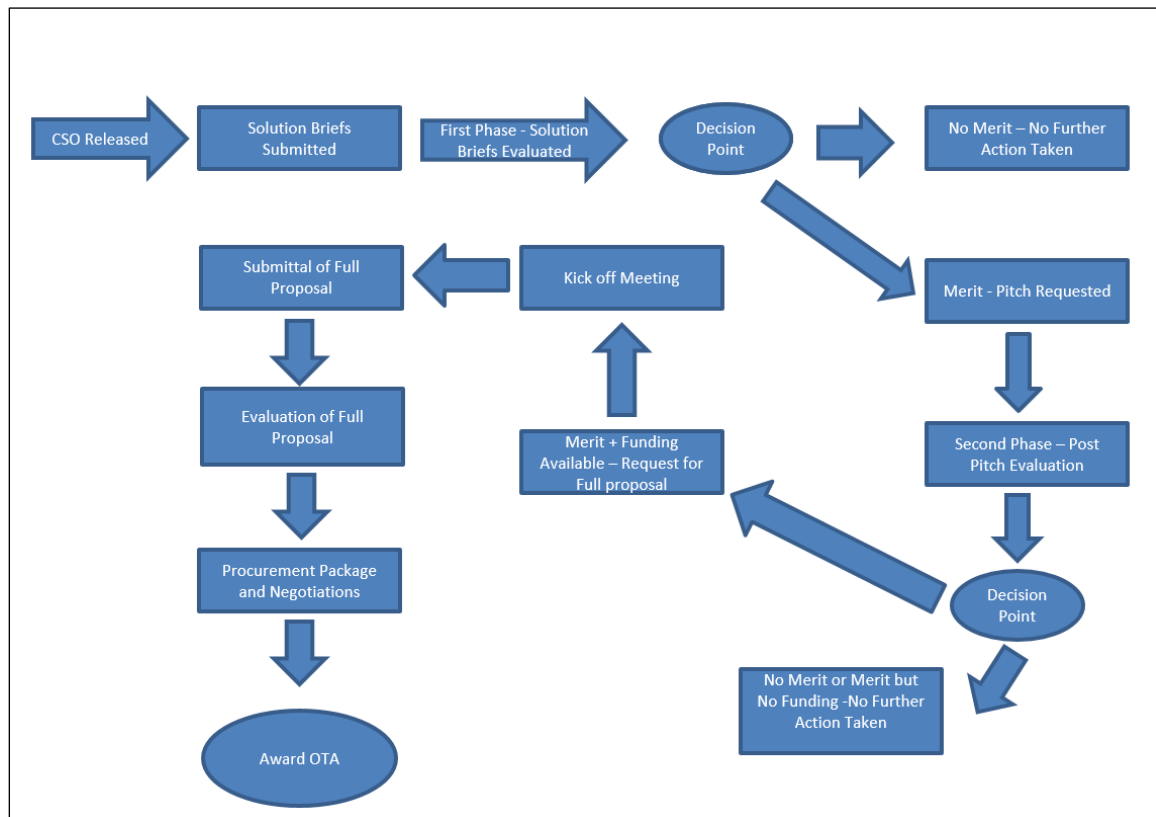 CSO Released
Solution Briefs
Submitted
First Phase - Solution
Briefs Evaluated
Decision
Point
No Merit – No Further
Action Taken
Submittal of Full
Proposal
Kick off Meeting
Merit - Pitch Requested
Evaluation of Full
Proposal
Merit + Funding
Available – Request for
Full proposal
Second Phase – Post
Pitch Evaluation
Procurement Package
and Negotiations
Decision
Point
No Merit or Merit but
No Funding -No Further
Action Taken
Award OTA